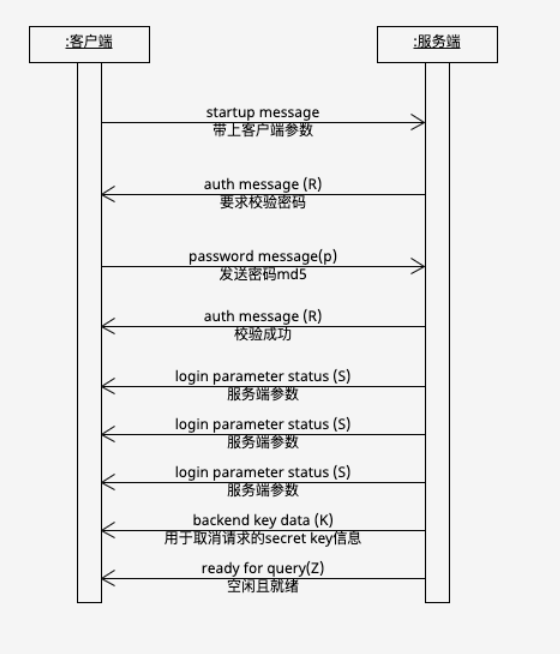 :客户端
:服务端
startup message
带上客户端参数
auth message (R)
要求校验密码
password message(p)
发送密码md5
auth message (R)
校验成功
login parameter status (S)
服务端参数
login parameter status (S)
服务端参数
login parameter status (S)
服务端参数
backend key data (K)
用于取消请求的secret key信息
ready for query(Z)
空闲且就绪